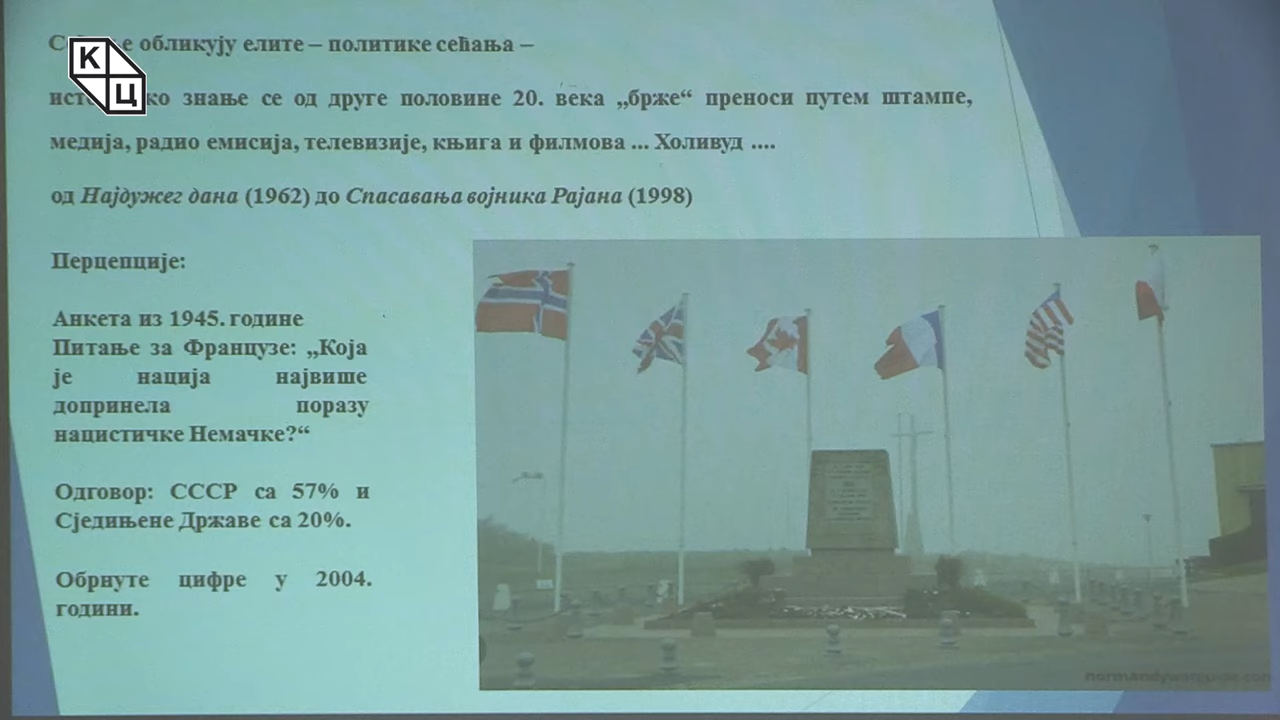 обликују елите – политике сећања –
знање се од друге половине 20. века „брже“ преноси путем штампе,
медија, радио емисија, телевизије, књига и филмова ... Холивуд ....
од Најдужег дана (1962) до Спасавања војника Рајана (1998)
Перцепције:
Анкета из 1945. године
Питање за Французе: „Која
је нација највише
допринела поразу
нацистичке Немачке?“
Одговор: СССР са 57% и
Сједињене Државе са 20%.
Обрнуте цифре у 2004.
години.
К
Ц